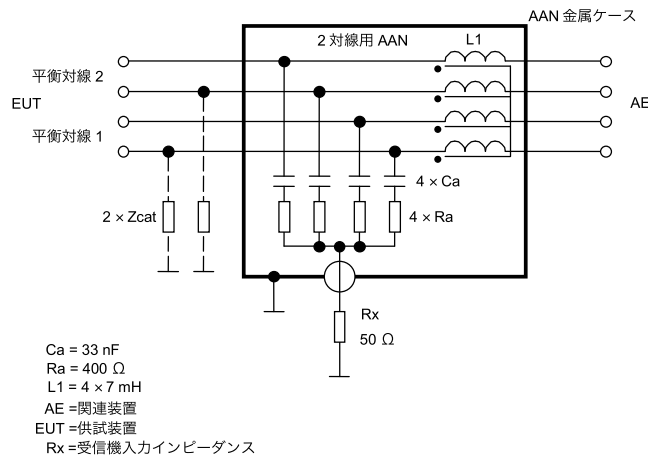 AAN 金属ケース
2 対線用 AAN
L1
平衡対線 2
EUT
AE
平衡対線 1
4 × Ca
2 × Zcat
4 × Ra
Rx
50 Ω
Ca = 33 nF
Ra = 400 Ω
L1 = 4 × 7 mH
AE =関連装置
EUT =供試装置
Rx =受信機入力インピーダンス